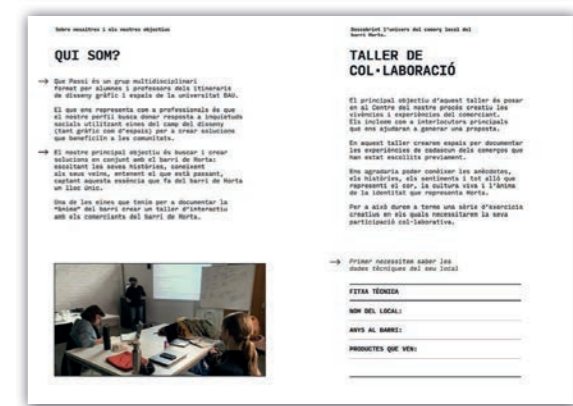 Sobre nosaltres i els nostres objectius
QUI SOM?
→ Que Passi és un grup multidisciplinari
format per alumnes i professors dels itineraris
de disseny gràfic i espais de la universitat BAU.
El que ens representa com a professionals és que
el nostre perfil busca donar resposta a inquietuds
socials utilitzant eines del camp del disseny
(tant gràfic com d'espais) per a crear solucions
que beneficiïn a les comunitats.
→ El nostre principal objectiu és buscar i crear
solucions en conjunt amb el barri de Horta:
escoltant les seves històries, coneixent
als seus veïns, entenent el que està passant,
captant aquesta essència que fa del barri de Horta
un lloc únic.
Una de les eines que tenim per a documentar la
"ànima" del barri crear un taller d'interactiu
amb els comerciants del barri de Horta.
Descobrint l'univers del comerç local del
barri Horta.
TALLER DE
COL·LABORACIÓ
El principal objectiu d'aquest taller és posar
en al Centre del nostre procés creatiu les
vivències i experiències del comerciant.
Els incloem com a interlocutors principals
que ens ajudaran a generar una proposta.
En aquest taller crearem espais per documentar
les experiències de cadascun dels comerços que
han estat escollits prèviament.
Ens agradaria poder conèixer les anècdotes,
els històries, els sentiments i tot allò que
representi el cor, la cultura viva i l'ànima
de la identitat que representa Horta.
Per a això durem a terme una sèrie d'exercicis
creatius en els quals necessitarem la seva
participació col·laborativa.
→ Primer necessitem saber les
dades tècniques del seu local
FITXA TÈCNICA
NOM DEL LOCAL:
ANYS AL BARRI:
PRODUCTES QUE VEN: